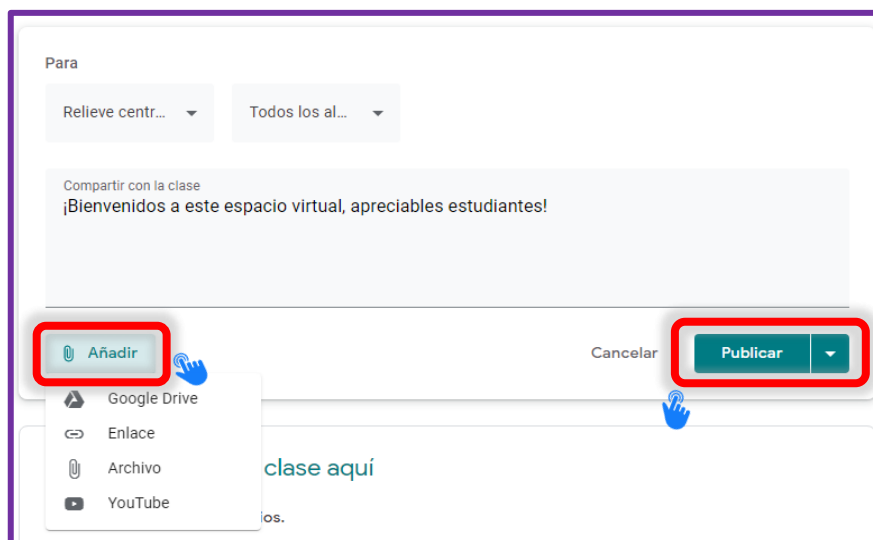 Para
Relieve centr...
Todos los al...
Compartir con la clase
¡Bienvenidos a este espacio virtual, apreciables estudiantes!
Añadir
Cancelar
Publicar
Google Drive
Enlace
Archivo
YouTube
clase aquí